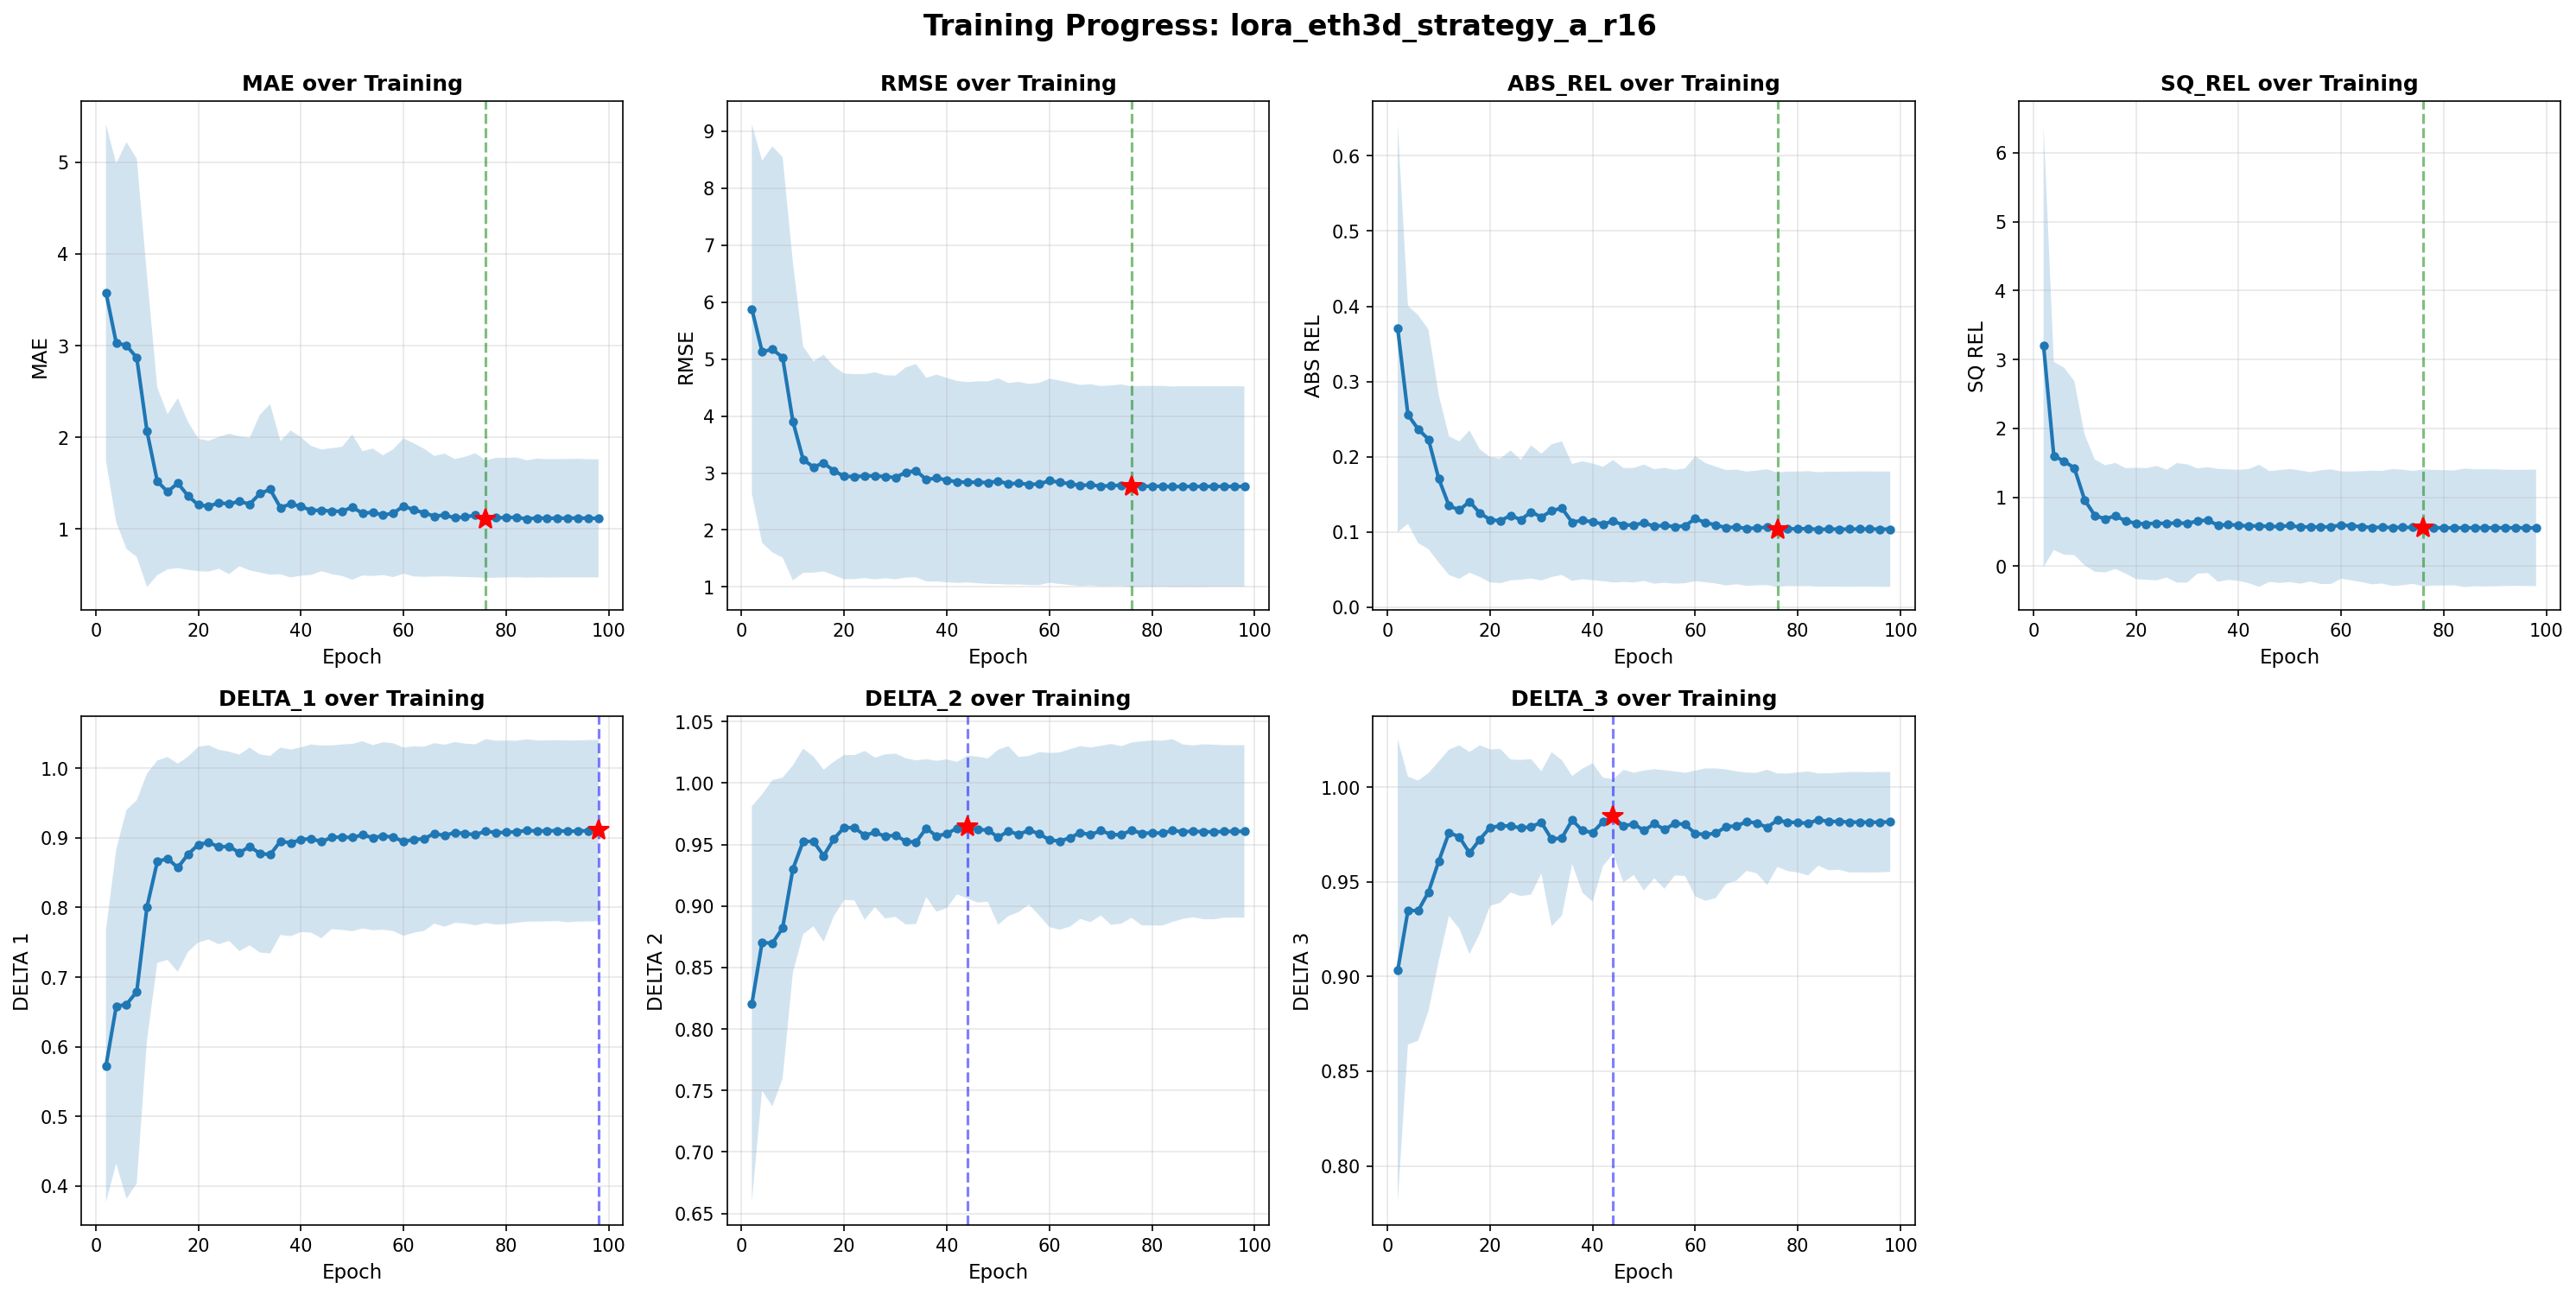 Training Progress: lora_eth3d_strategy_a_r16
MAE over Training
5
4
3
2
1
MAE
0 20 40 60 80 100
Epoch
RMSE over Training
9
8
7
6
5
4
3
2
1
RMSE
0 20 40 60 80 100
Epoch
ABS_REL over Training
0.6
0.5
0.4
0.3
0.2
0.1
0.0
ABS REL
0 20 40 60 80 100
Epoch
SQ_REL over Training
6
5
4
3
2
1
0
SQ REL
0 20 40 60 80 100
Epoch
DELTA_1 over Training
1.0
0.9
0.8
0.7
0.6
0.5
0.4
DELTA 1
0 20 40 60 80 100
Epoch
DELTA_2 over Training
1.05
1.00
0.95
0.90
0.85
0.80
0.75
0.70
0.65
DELTA 2
0 20 40 60 80 100
Epoch
DELTA_3 over Training
1.00
0.95
0.90
0.85
0.80
DELTA 3
0 20 40 60 80 100
Epoch